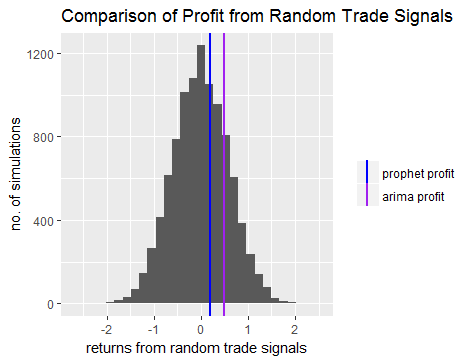 Comparison of Profit from Random Trade Signals
1200
800
400
0
no. of simulations
-2
-1
0
1
2
returns from random trade signals
prophet profit
arima profit